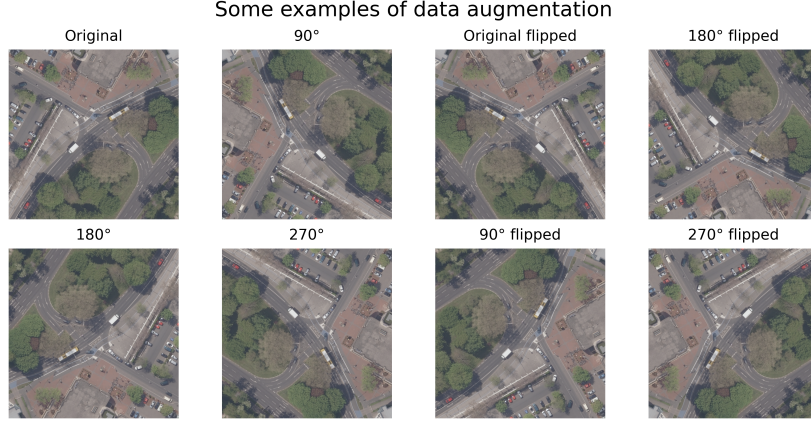 Some examples of data augmentation
Original
90°
Original flipped
180° flipped
180°
270°
90° flipped
270° flipped